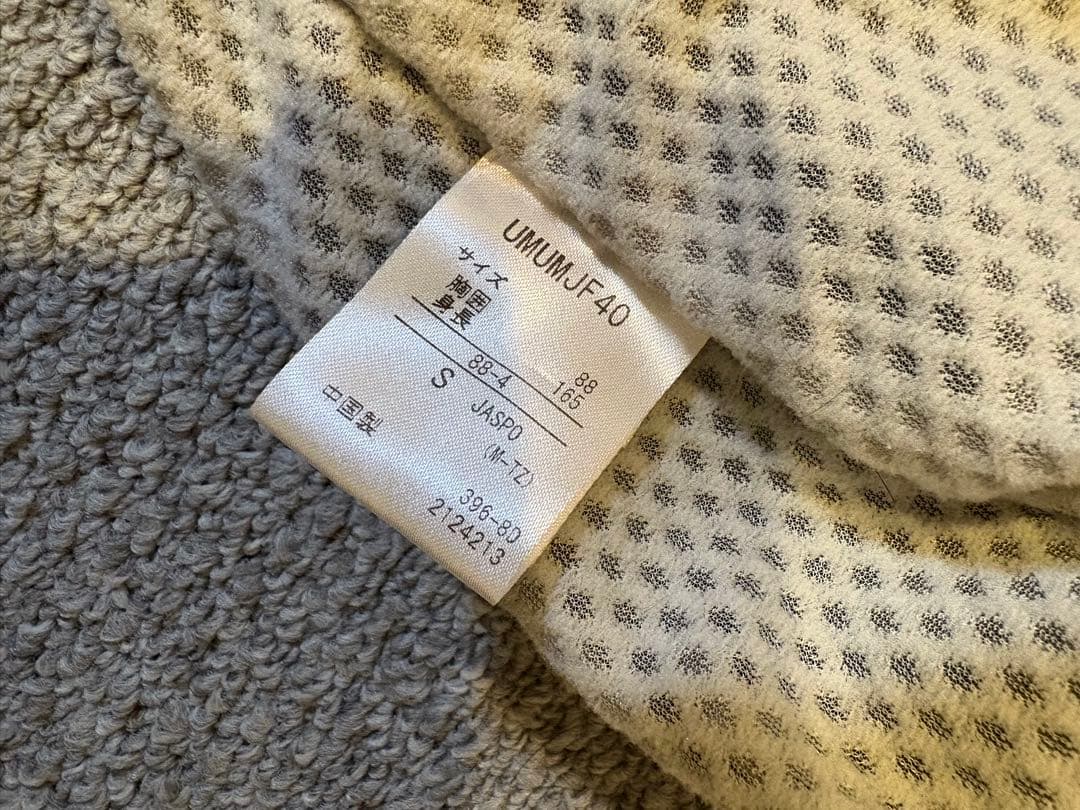 UMUMJF40
サイズ
胸囲 88
身長 165
88-4
S JASPO
(M-TZ)
中国製
396-8D
2124213